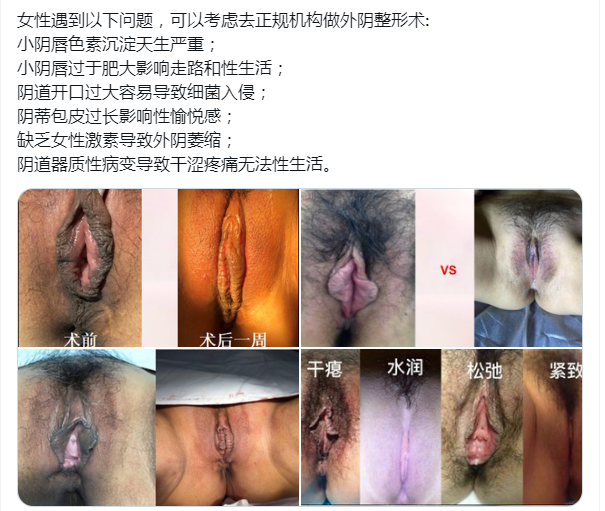 女性遇到以下问题，可以考虑去正规机构做外阴整形术:
小阴唇色素沉淀天生严重；
小阴唇过于肥大影响走路和性生活；
阴道开口过大容易导致细菌入侵；
阴蒂包皮过长影响性愉悦感；
缺乏女性激素导致外阴萎缩；
阴道器质性病变导致干涩疼痛无法性生活。
术前
术后一周
VS
干瘪
水润
松弛
紧致